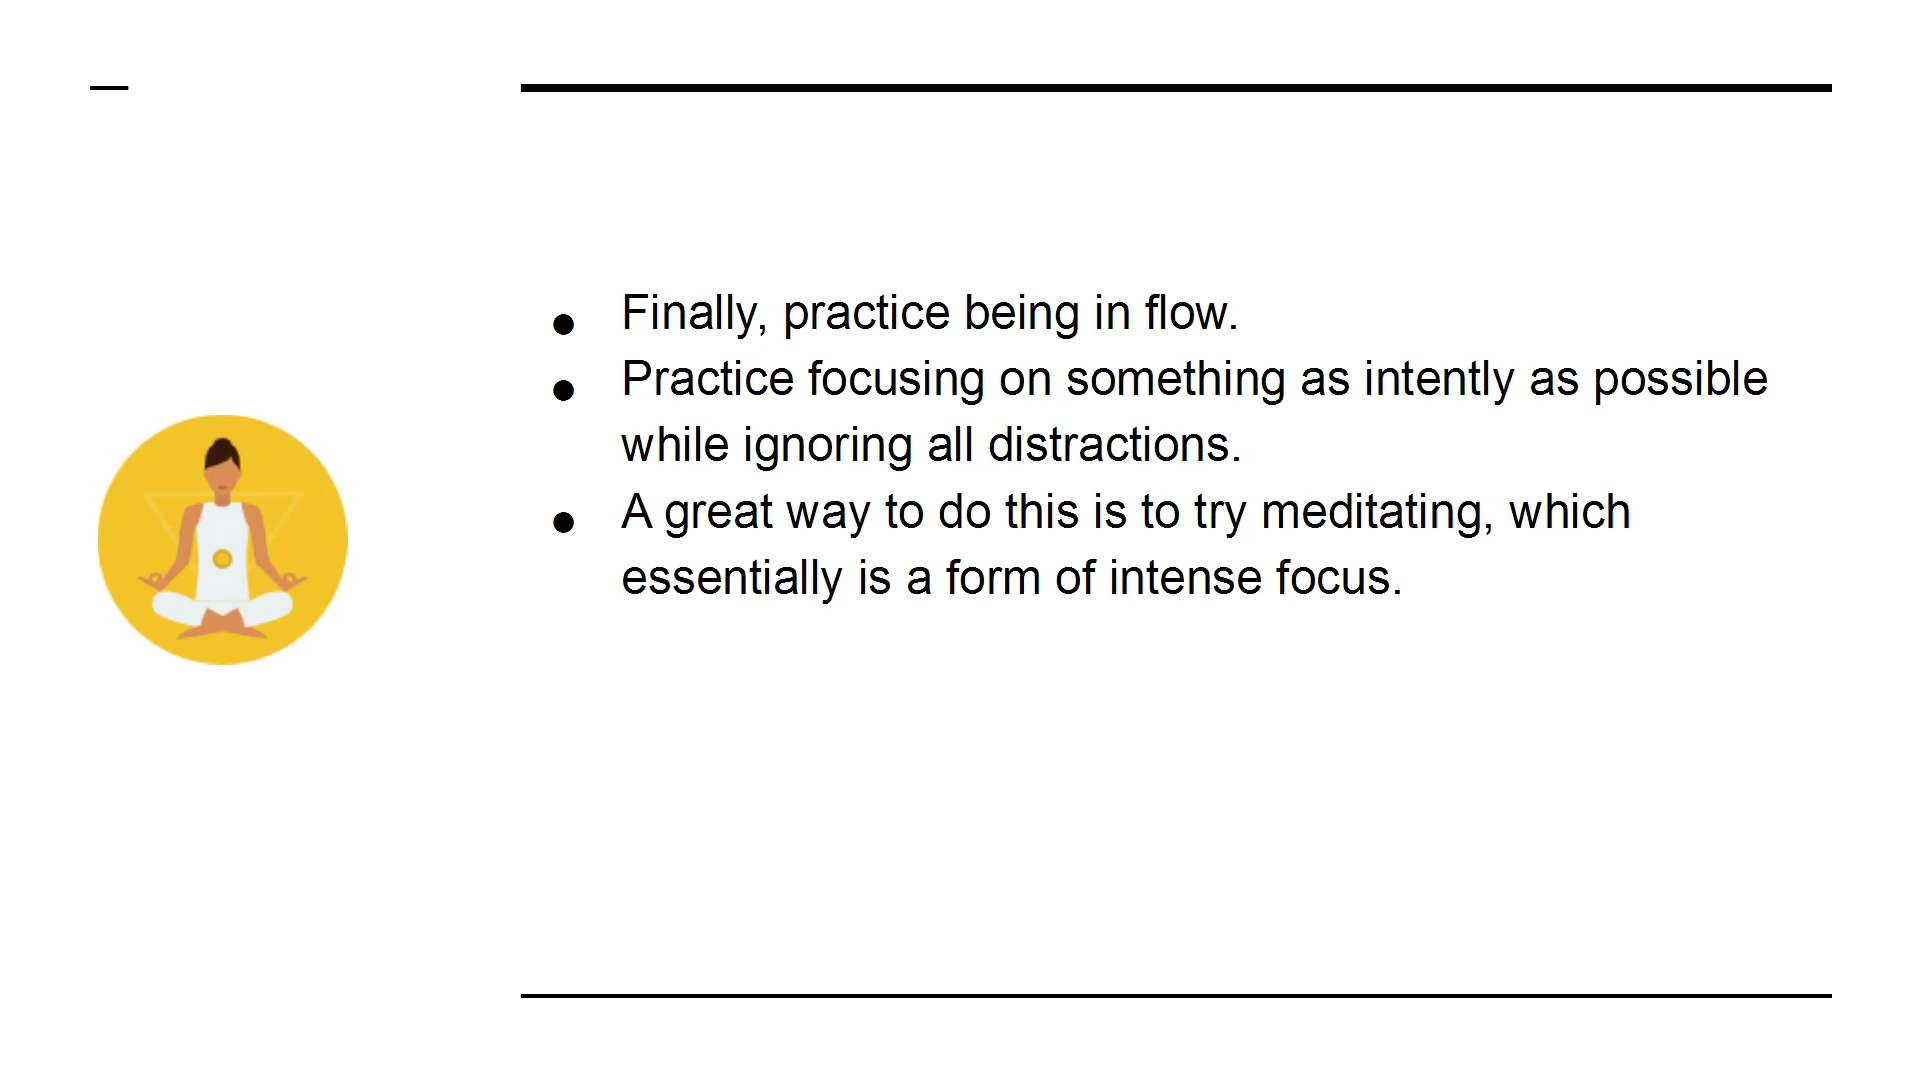 ● Finally, practice being in flow.
● Practice focusing on something as intently as possible
while ignoring all distractions.
● A great way to do this is to try meditating, which
essentially is a form of intense focus.